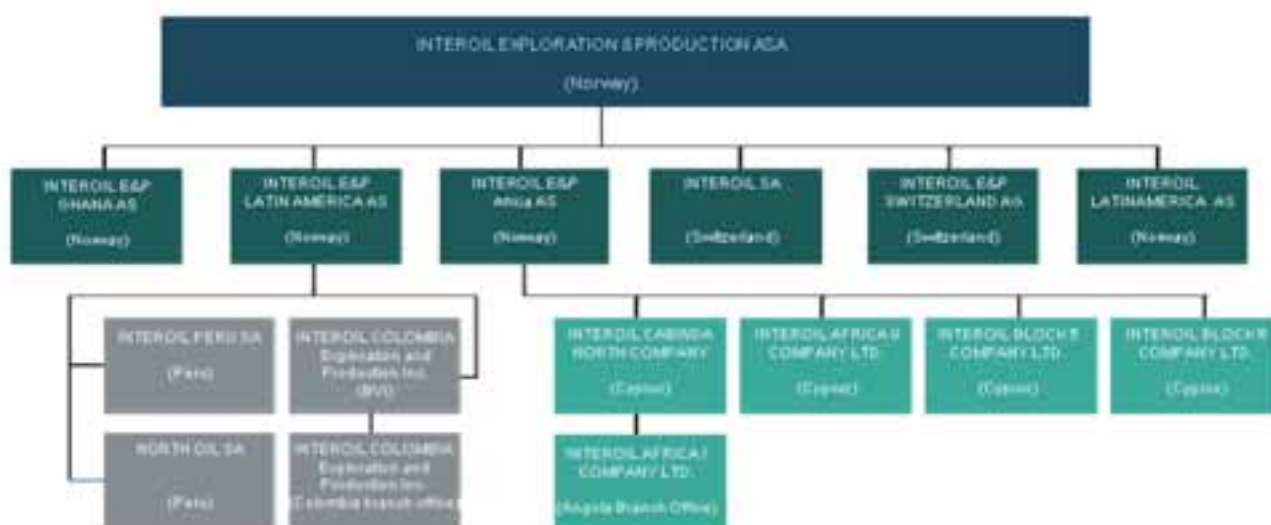 INTEROIL EXPLORATION & PRODUCTION ASA
(Norway)
INTEROIL E&P
GHANA AS
(Norway)
INTEROIL E&P
LATIN AMERICA AS
(Norway)
INTEROIL E&P
Africa AS
(Norway)
INTEROIL SA
(Switzerland)
INTEROIL E&P
SWITZERLAND AG
(Switzerland)
INTEROIL
LATINAMERICA AS
(Norway)
INTEROIL PERU SA
(Peru)
INTEROIL COLOMBIA
Exploration and
Production Inc.
(BVI)
INTEROIL CABINDA
NORTH COMPANY
(Cyprus)
INTEROIL AFRICA II
COMPANY LTD.
(Cyprus)
INTEROIL BLOCK
COMPANY LTD.
(Cyprus)
INTEROIL BLOCK
COMPANY LTD.
(Cyprus)
NORTH OIL SA
(Peru)
INTEROIL COLOMBIA
Exploration and
Production Inc.
(Colombia branch office)
INTEROIL AFRICA I
COMPANY LTD.
(Angola Branch Office)